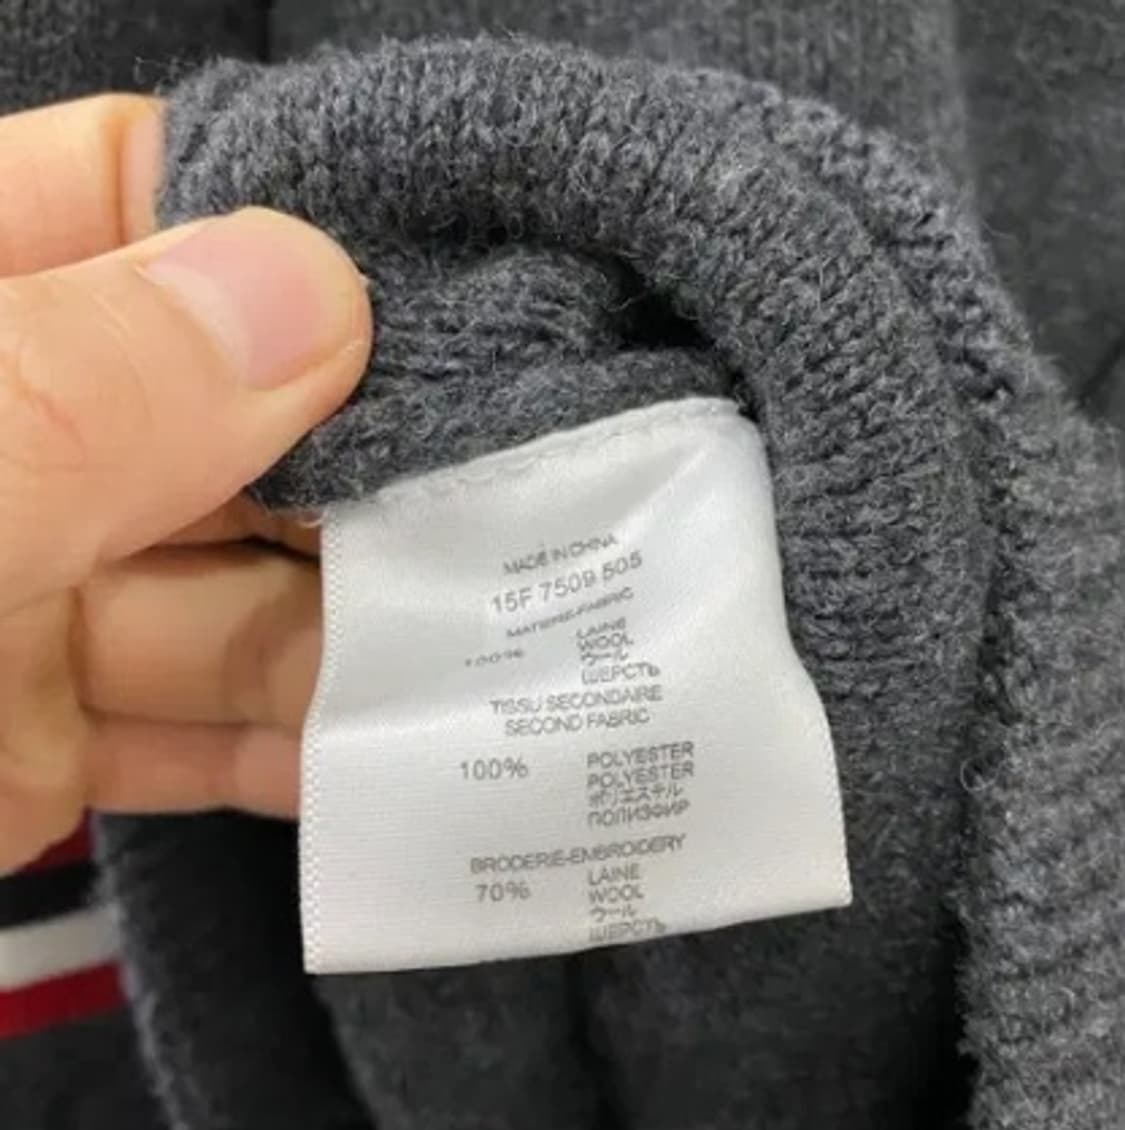 MADE IN CHINA
15F 7509 505
MATIERE-FABRIC
100% LAINE
WOOL
ウール
ШЕРСТЬ
TISSU SECONDAIRE
SECOND FABRIC
100% POLYESTER
POLYESTER
ポリエステル
ПОЛИЭФИР
BRODERIE-EMBROIDERY
70% LAINE
WOOL
ウール
ШЕРСТЬ